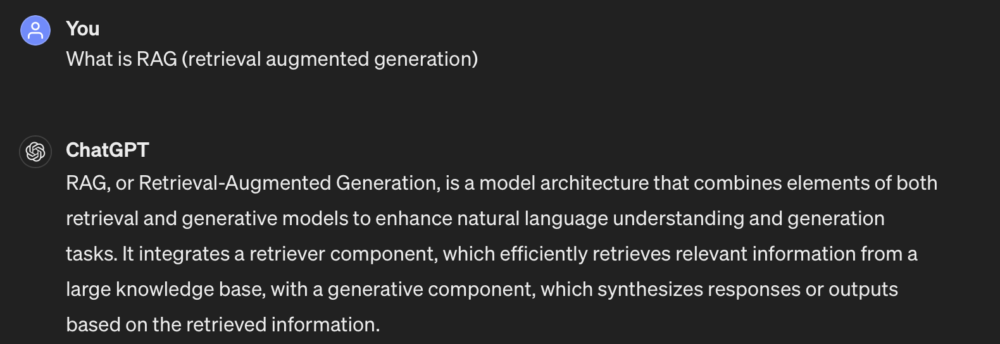 You
What is RAG (retrieval augmented generation)
ChatGPT
RAG, or Retrieval-Augmented Generation, is a model architecture that combines elements of both
retrieval and generative models to enhance natural language understanding and generation
tasks. It integrates a retriever component, which efficiently retrieves relevant information from a
large knowledge base, with a generative component, which synthesizes responses or outputs
based on the retrieved information.